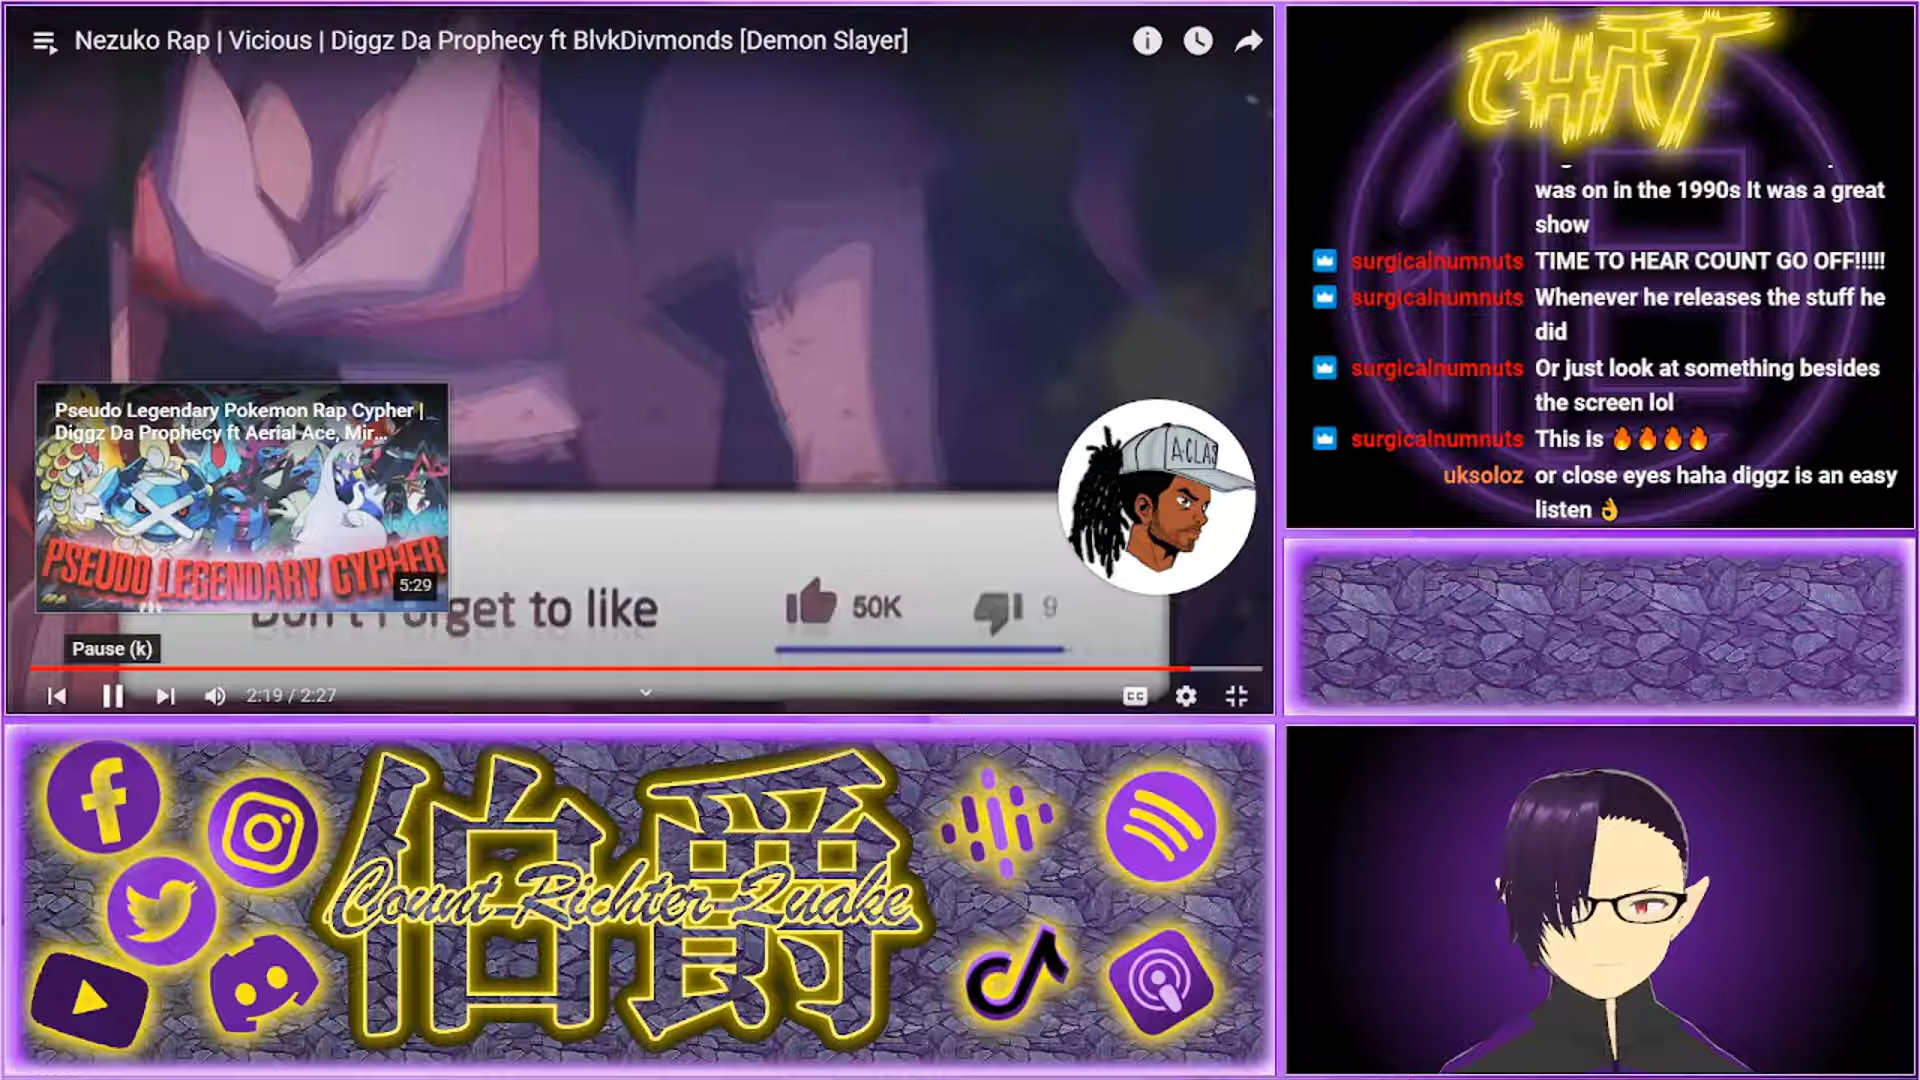 Nezuko Rap | Vicious | Diggz Da Prophecy ft BlvkDivmonds [Demon Slayer]
Pseudo Legendary Pokemon Rap Cypher |
Diggz Da Prophecy ft Aerial Ace, Mir...
PSEUDO LEGENDARY CYPHER
5:29
A-CLAS
get to like
50K
9
Pause (k)
2:19 / 2:27
CC
CHAT
was on in the 1990s It was a great
show
surgicalnumnuts TIME TO HEAR COUNT GO OFF!!!!!
surgicalnumnuts Whenever he releases the stuff he
did
surgicalnumnuts Or just look at something besides
the screen lol
surgicalnumnuts This is 🔥🔥🔥🔥
uksoloz or close eyes haha diggz is an easy
listen 👌
伯爵
Count Richter Quake